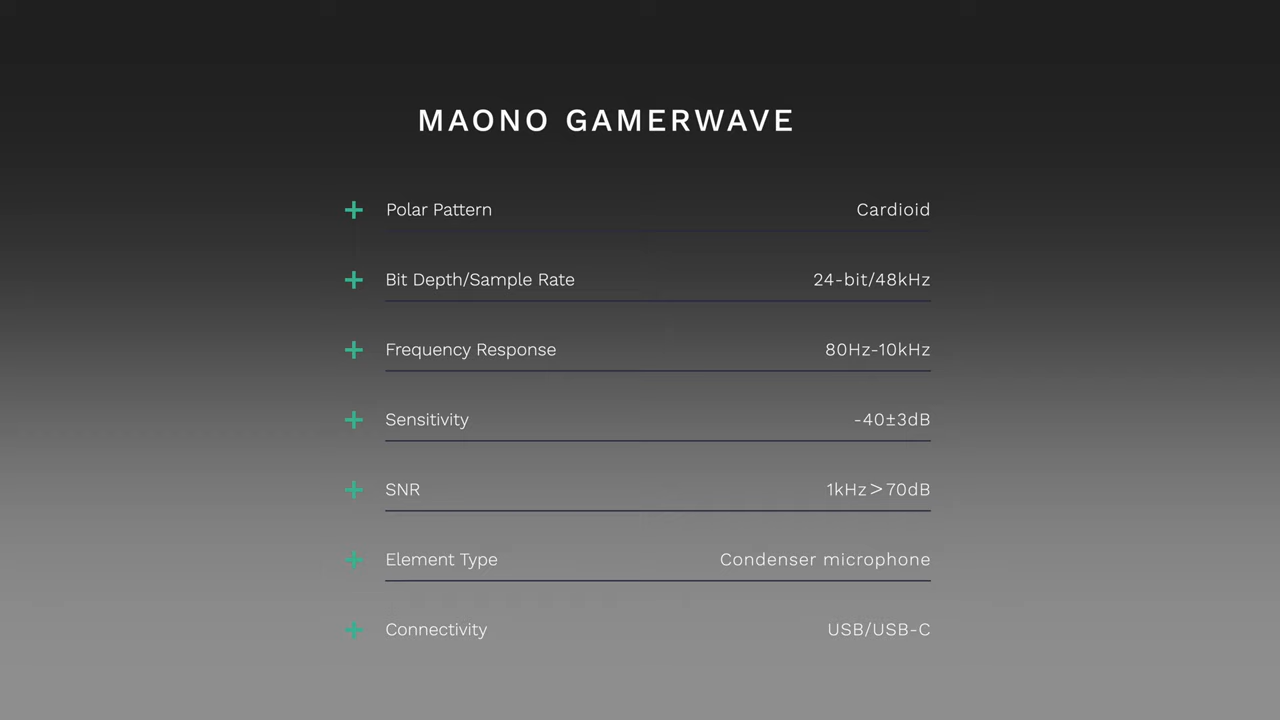 MAONO GAMERWAVE
Polar Pattern Cardioid
Bit Depth/Sample Rate 24-bit/48kHz
Frequency Response 80Hz-10kHz
Sensitivity -40±3dB
SNR 1kHz＞70dB
Element Type Condenser microphone
Connectivity USB/USB-C